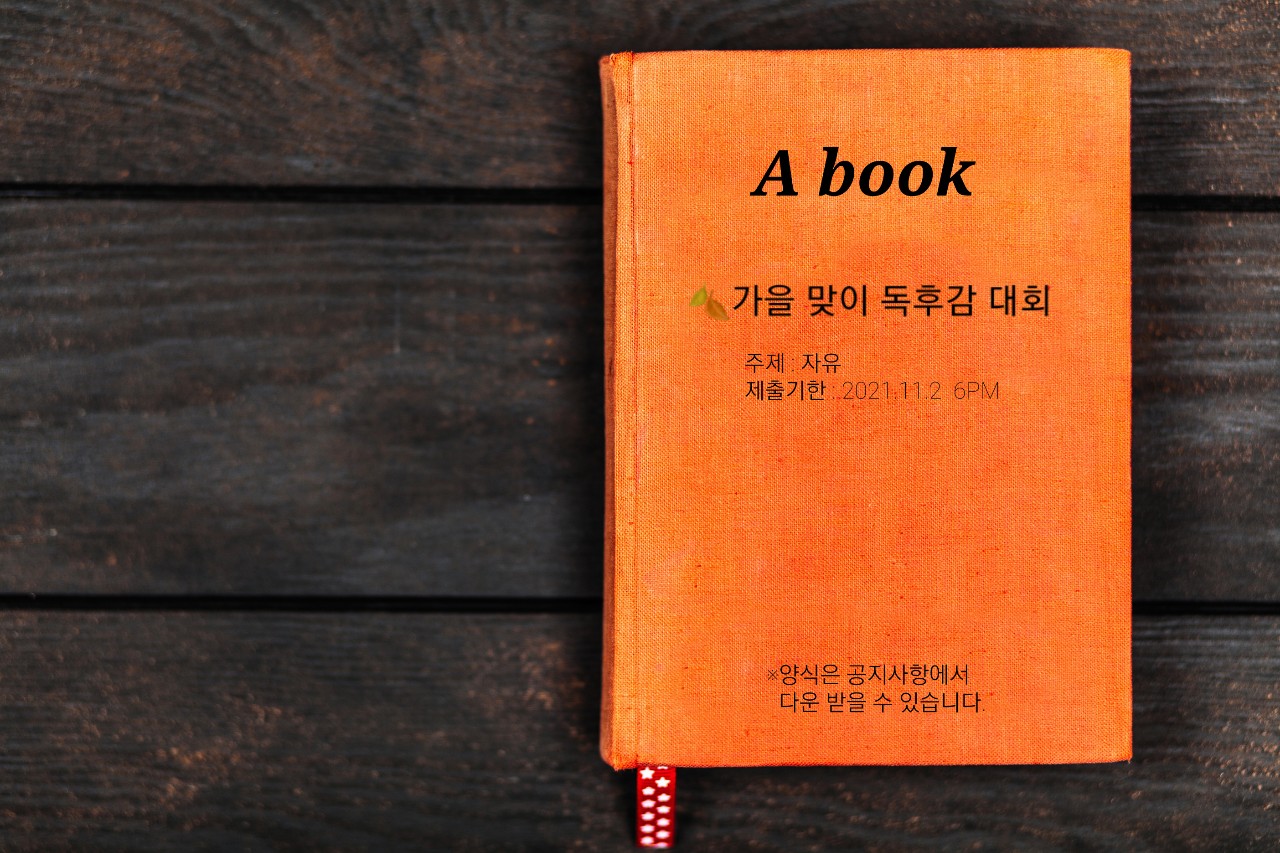 A book
가을 맞이 독후감 대회
주제 : 자유
제출기한 : 2021.11.2 6PM
※양식은 공지사항에서
다운 받을 수 있습니다.